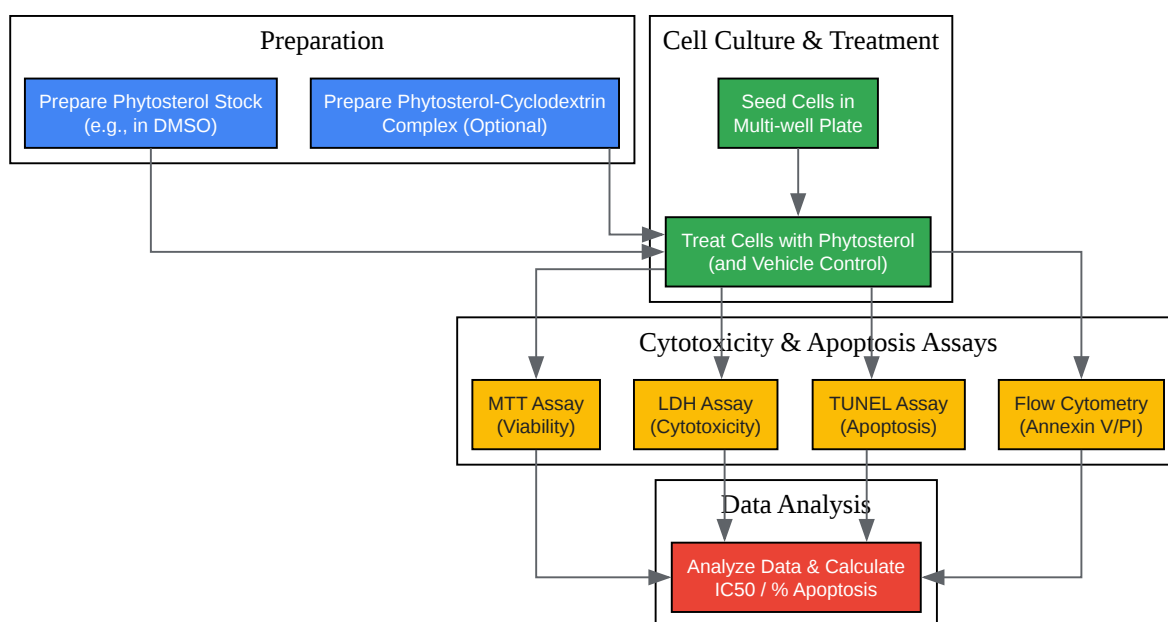 Preparation
Prepare Phytosterol Stock
(e.g., in DMSO)
Prepare Phytosterol-Cyclodextrin
Complex (Optional)
Cell Culture & Treatment
Seed Cells in
Multi-well Plate
Treat Cells with Phytosterol
(and Vehicle Control)
Cytotoxicity & Apoptosis Assays
MTT Assay
(Viability)
LDH Assay
(Cytotoxicity)
TUNEL Assay
(Apoptosis)
Flow Cytometry
(Annexin V/PI)
Data Analysis
Analyze Data & Calculate
IC50 / % Apoptosis